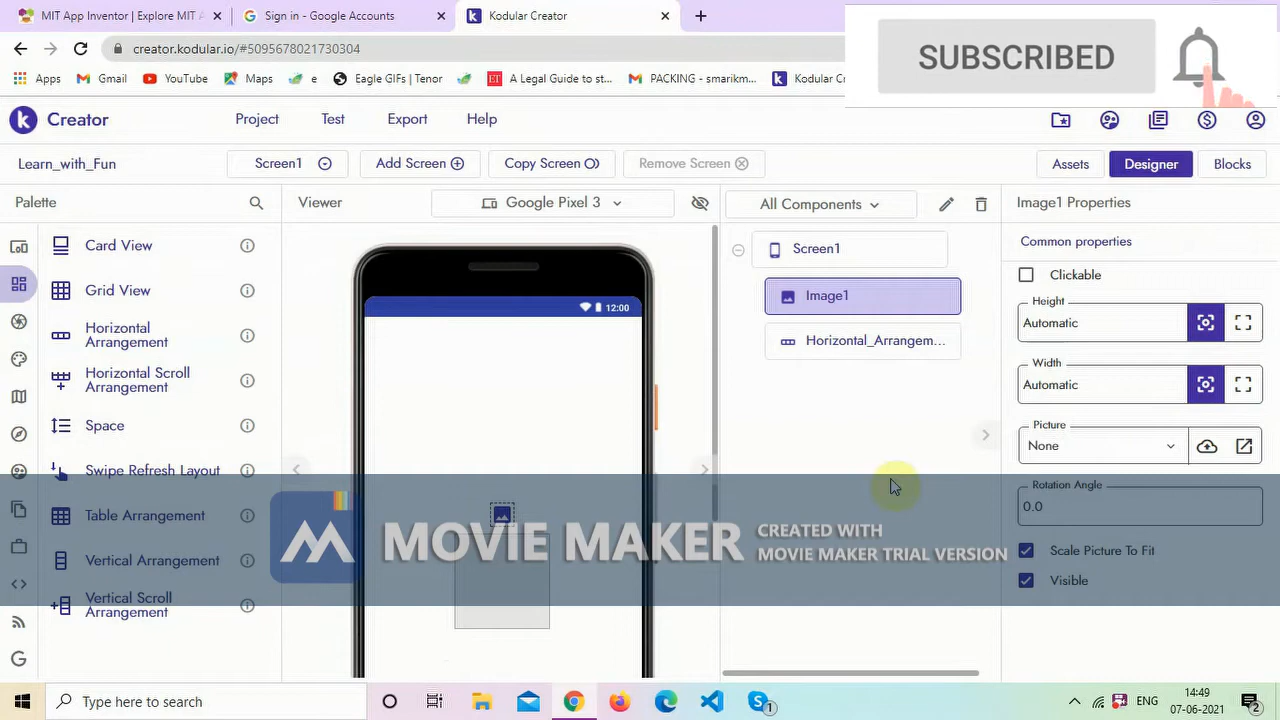 MIT App Inventor | Explore MIT A
Sign in - Google Accounts
Kodular Creator
SUBSCRIBED
creator.kodular.io/#5095678021730304
Apps
Gmail
YouTube
Maps
e
Eagle GIFs | Tenor
ET
A Legal Guide to st...
PACKING - smarikm...
Kodular Cr
Creator
Project
Test
Export
Help
Learn_with_Fun
Screen1
Add Screen
Copy Screen
Remove Screen
Assets
Designer
Blocks
Palette
Viewer
Google Pixel 3
All Components
Image1 Properties
Card View
Grid View
Horizontal
Arrangement
Horizontal Scroll
Arrangement
Space
Swipe Refresh Layout
Table Arrangement
Vertical Arrangement
Vertical Scroll
Arrangement
12:00
Screen1
Image1
Horizontal_Arrangem...
Common properties
Clickable
Height
Automatic
Width
Automatic
Picture
None
Rotation Angle
0.0
Scale Picture To Fit
Visible
MOVIE MAKER
CREATED WITH
MOVIE MAKER TRIAL VERSION
Type here to search
ENG
14:49
07-06-2021